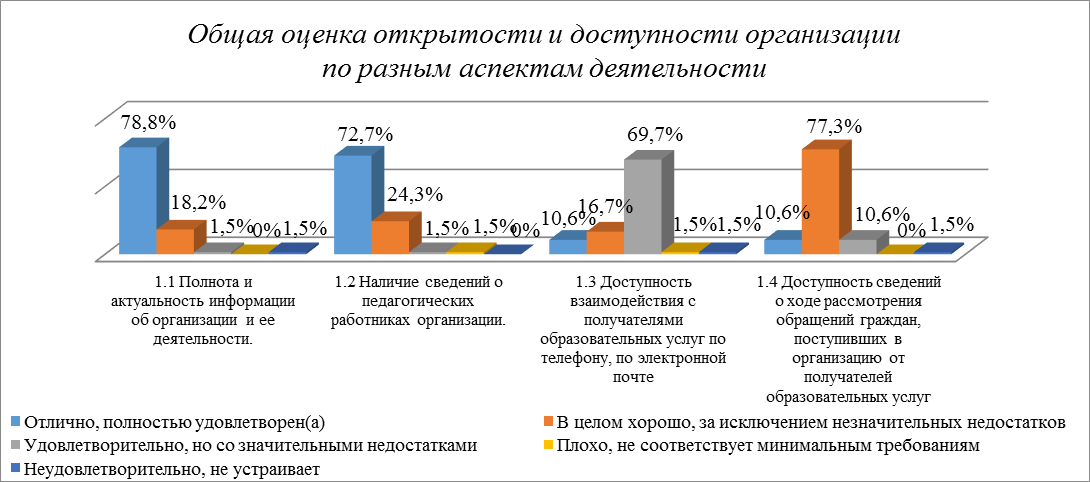 Общая оценка открытости и доступности организации
по разным аспектам деятельности
78,8%
18,2%
1,5%
0%
1,5%
72,7%
24,3%
1,5%
1,5%
0%
10,6%
16,7%
69,7%
1,5%
1,5%
10,6%
77,3%
10,6%
0%
1,5%
1.1 Полнота и
актуальность информации
об организации и ее
деятельности.
1.2 Наличие сведений о
педагогических
работниках организации.
1.3 Доступность
взаимодействия с
получателями
образовательных услуг по
телефону, по электронной
почте
1.4 Доступность сведений
о ходе рассмотрения
обращений граждан,
поступивших в
организацию от
получателей
образовательных услуг
Отлично, полностью удовлетворен(а)
В целом хорошо, за исключением незначительных недостатков
Удовлетворительно, но со значительными недостатками
Плохо, не соответствует минимальным требованиям
Неудовлетворительно, не устраивает